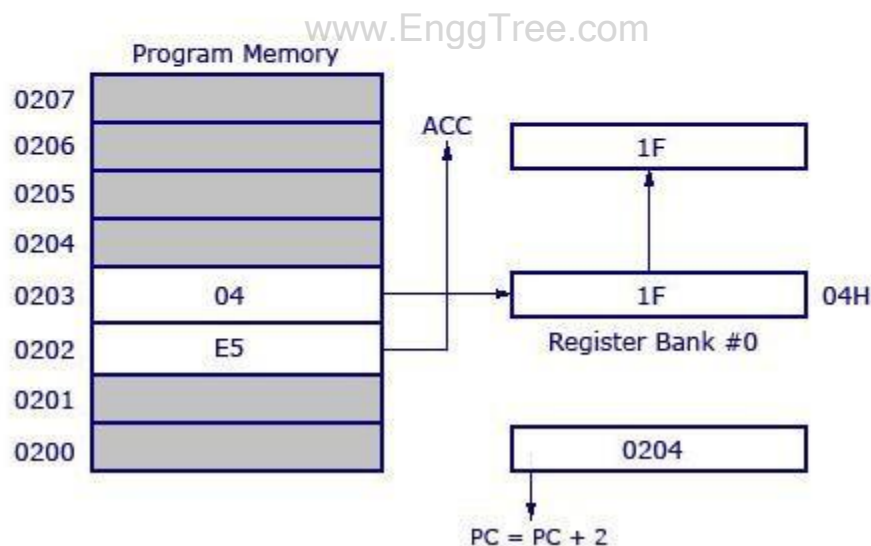 www.EnggTree.com
Program Memory
0207
0206
0205
0204
0203 04
0202 E5
0201
0200
ACC
1F
1F 04H
Register Bank #0
0204
PC = PC + 2